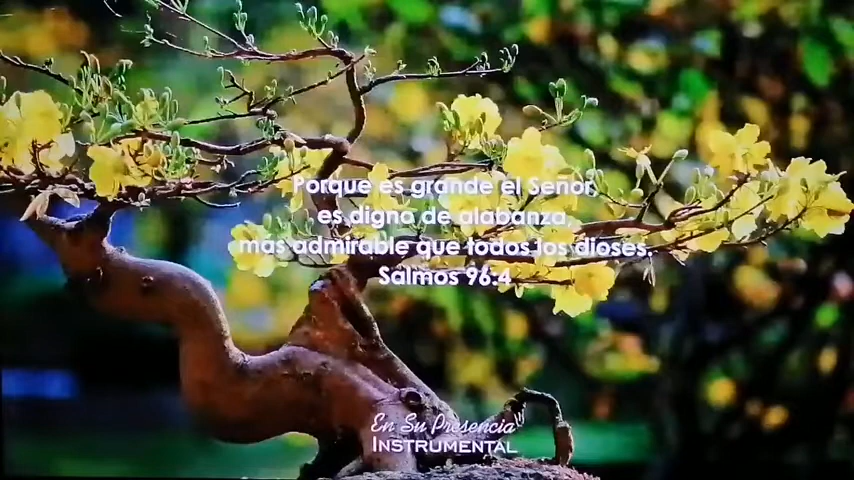 Porque es grande el Señor,
es digno de alabanza,
más admirable que todos los dioses.
Salmos 96:4
En Su Presencia
INSTRUMENTAL